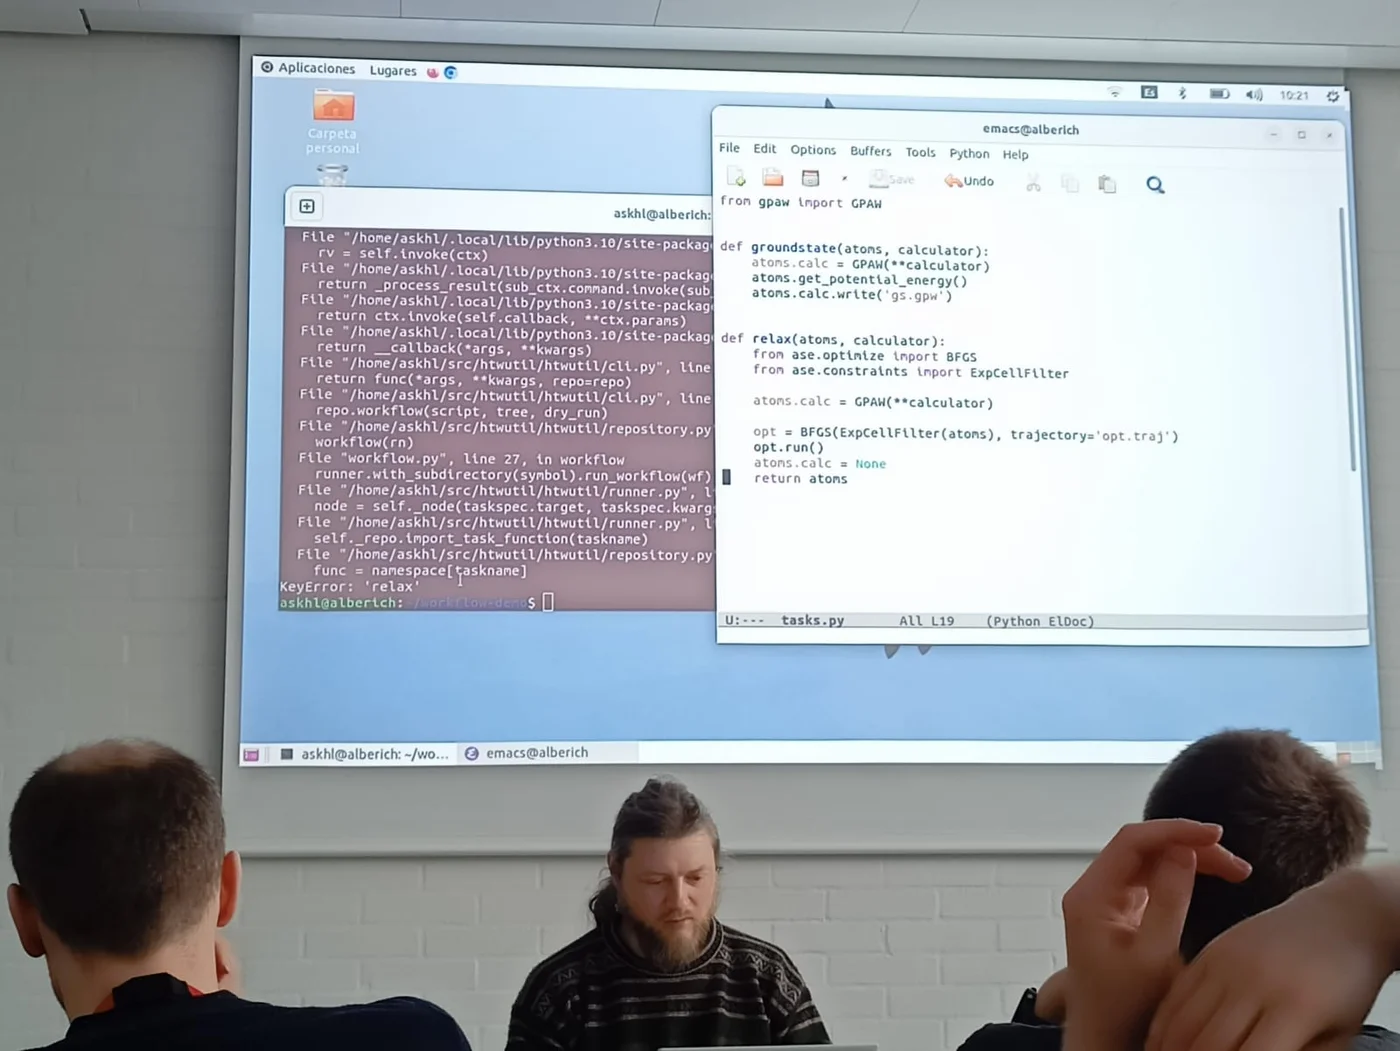 Aplicaciones Lugares
10:21
Carpeta
personal
askhl@alberich:
File "/home/askhl/.local/lib/python3.10/site-packag
rv = self.invoke(ctx)
File "/home/askhl/.local/lib/python3.10/site-packag
return _process_result(sub_ctx.command.invoke(sub_
File "/home/askhl/.local/lib/python3.10/site-packag
return ctx.invoke(self.callback, **ctx.params)
File "/home/askhl/.local/lib/python3.10/site-packag
return __callback(*args, **kwargs)
File "/home/askhl/src/htwutil/htwutil/cli.py", line
return func(*args, **kwargs, repo=repo)
File "/home/askhl/src/htwutil/htwutil/cli.py", line
repo.workflow(script, tree, dry_run)
File "/home/askhl/src/htwutil/htwutil/repository.py"
workflow(rn)
File "workflow.py", line 27, in workflow
runner.with_subdirectory(symbol).run_workflow(wf)
File "/home/askhl/src/htwutil/htwutil/runner.py", l
node = self._node(taskspec.target, taskspec.kwarg
File "/home/askhl/src/htwutil/htwutil/runner.py", l
self._repo.import_task_function(taskname)
File "/home/askhl/src/htwutil/htwutil/repository.py"
func = namespace[taskname]
KeyError: 'relax'
askhl@alberich:~/workflow-demo$
emacs@alberich
File Edit Options Buffers Tools Python Help
Save Undo
from gpaw import GPAW
def groundstate(atoms, calculator):
atoms.calc = GPAW(**calculator)
atoms.get_potential_energy()
atoms.calc.write('gs.gpw')
def relax(atoms, calculator):
from ase.optimize import BFGS
from ase.constraints import ExpCellFilter
atoms.calc = GPAW(**calculator)
opt = BFGS(ExpCellFilter(atoms), trajectory='opt.traj')
opt.run()
atoms.calc = None
return atoms
U:--- tasks.py All L19 (Python ElDoc)
askhl@alberich: ~/wo... emacs@alberich